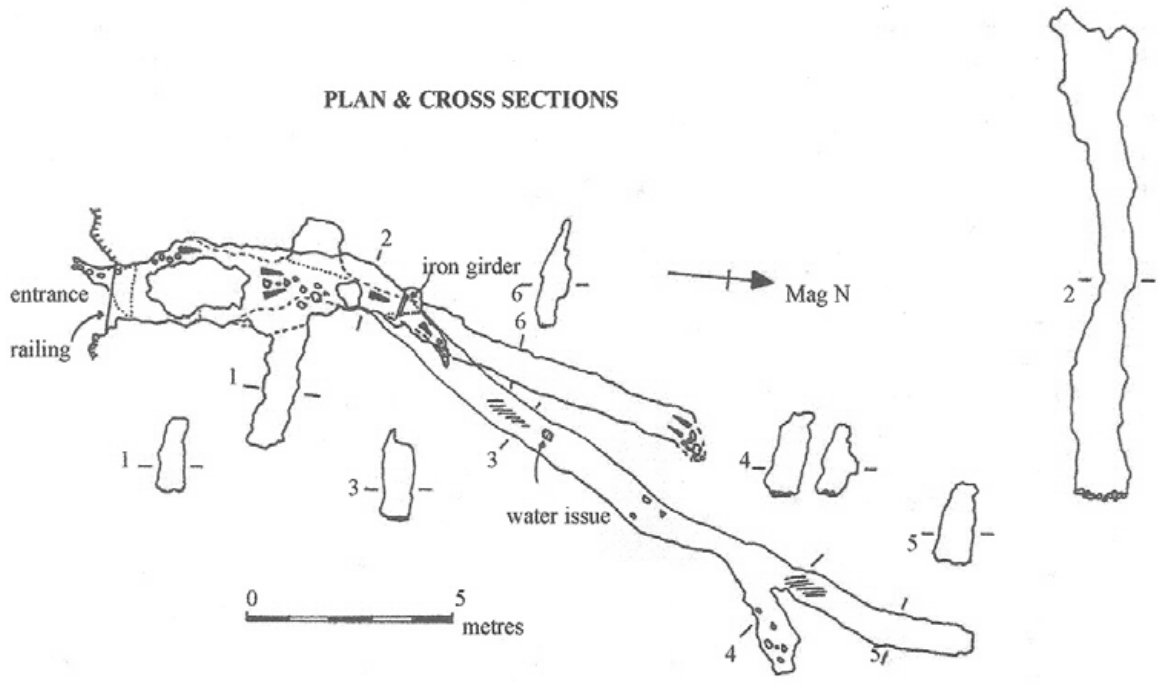 PLAN & CROSS SECTIONS
2
iron girder
entrance
6
6
Mag N
2
railing
1
1
3
3
4
water issue
5
0 5
metres
4
5